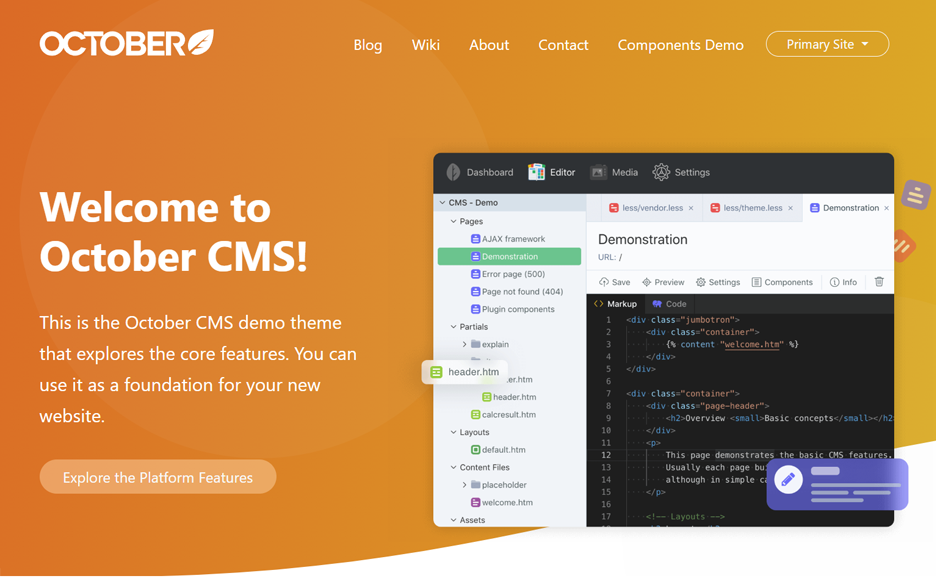 OCTOBER
Blog Wiki About Contact Components Demo Primary Site
Welcome to
October CMS!
This is the October CMS demo theme
that explores the core features. You can
use it as a foundation for your new
website.
Explore the Platform Features
Dashboard Editor Media Settings
CMS - Demo
Pages
AJAX framework
Demonstration
Error page (500)
Page not found (404)
Plugin components
Partials
explain
header.htm
header.htm
calcresult.htm
Layouts
default.htm
Content Files
placeholder
welcome.htm
Assets
less/vendor.less × less/theme.less × Demonstration ×
Demonstration
URL: /
Save Preview Settings Components Info
Markup Code
1 <div class="jumbotron">
2 <div class="container">
3 {% content "welcome.htm" %}
4 </div>
5 </div>
6
7 <div class="container">
8 <div class="page-header">
9 <h2>Overview <small>Basic concepts</small></h2
10 </div>
11 <p>
12 This page demonstrates the basic CMS features.
13 Usually each page
14 although in simple
15 </p>
16
17 <!-- Layouts -->